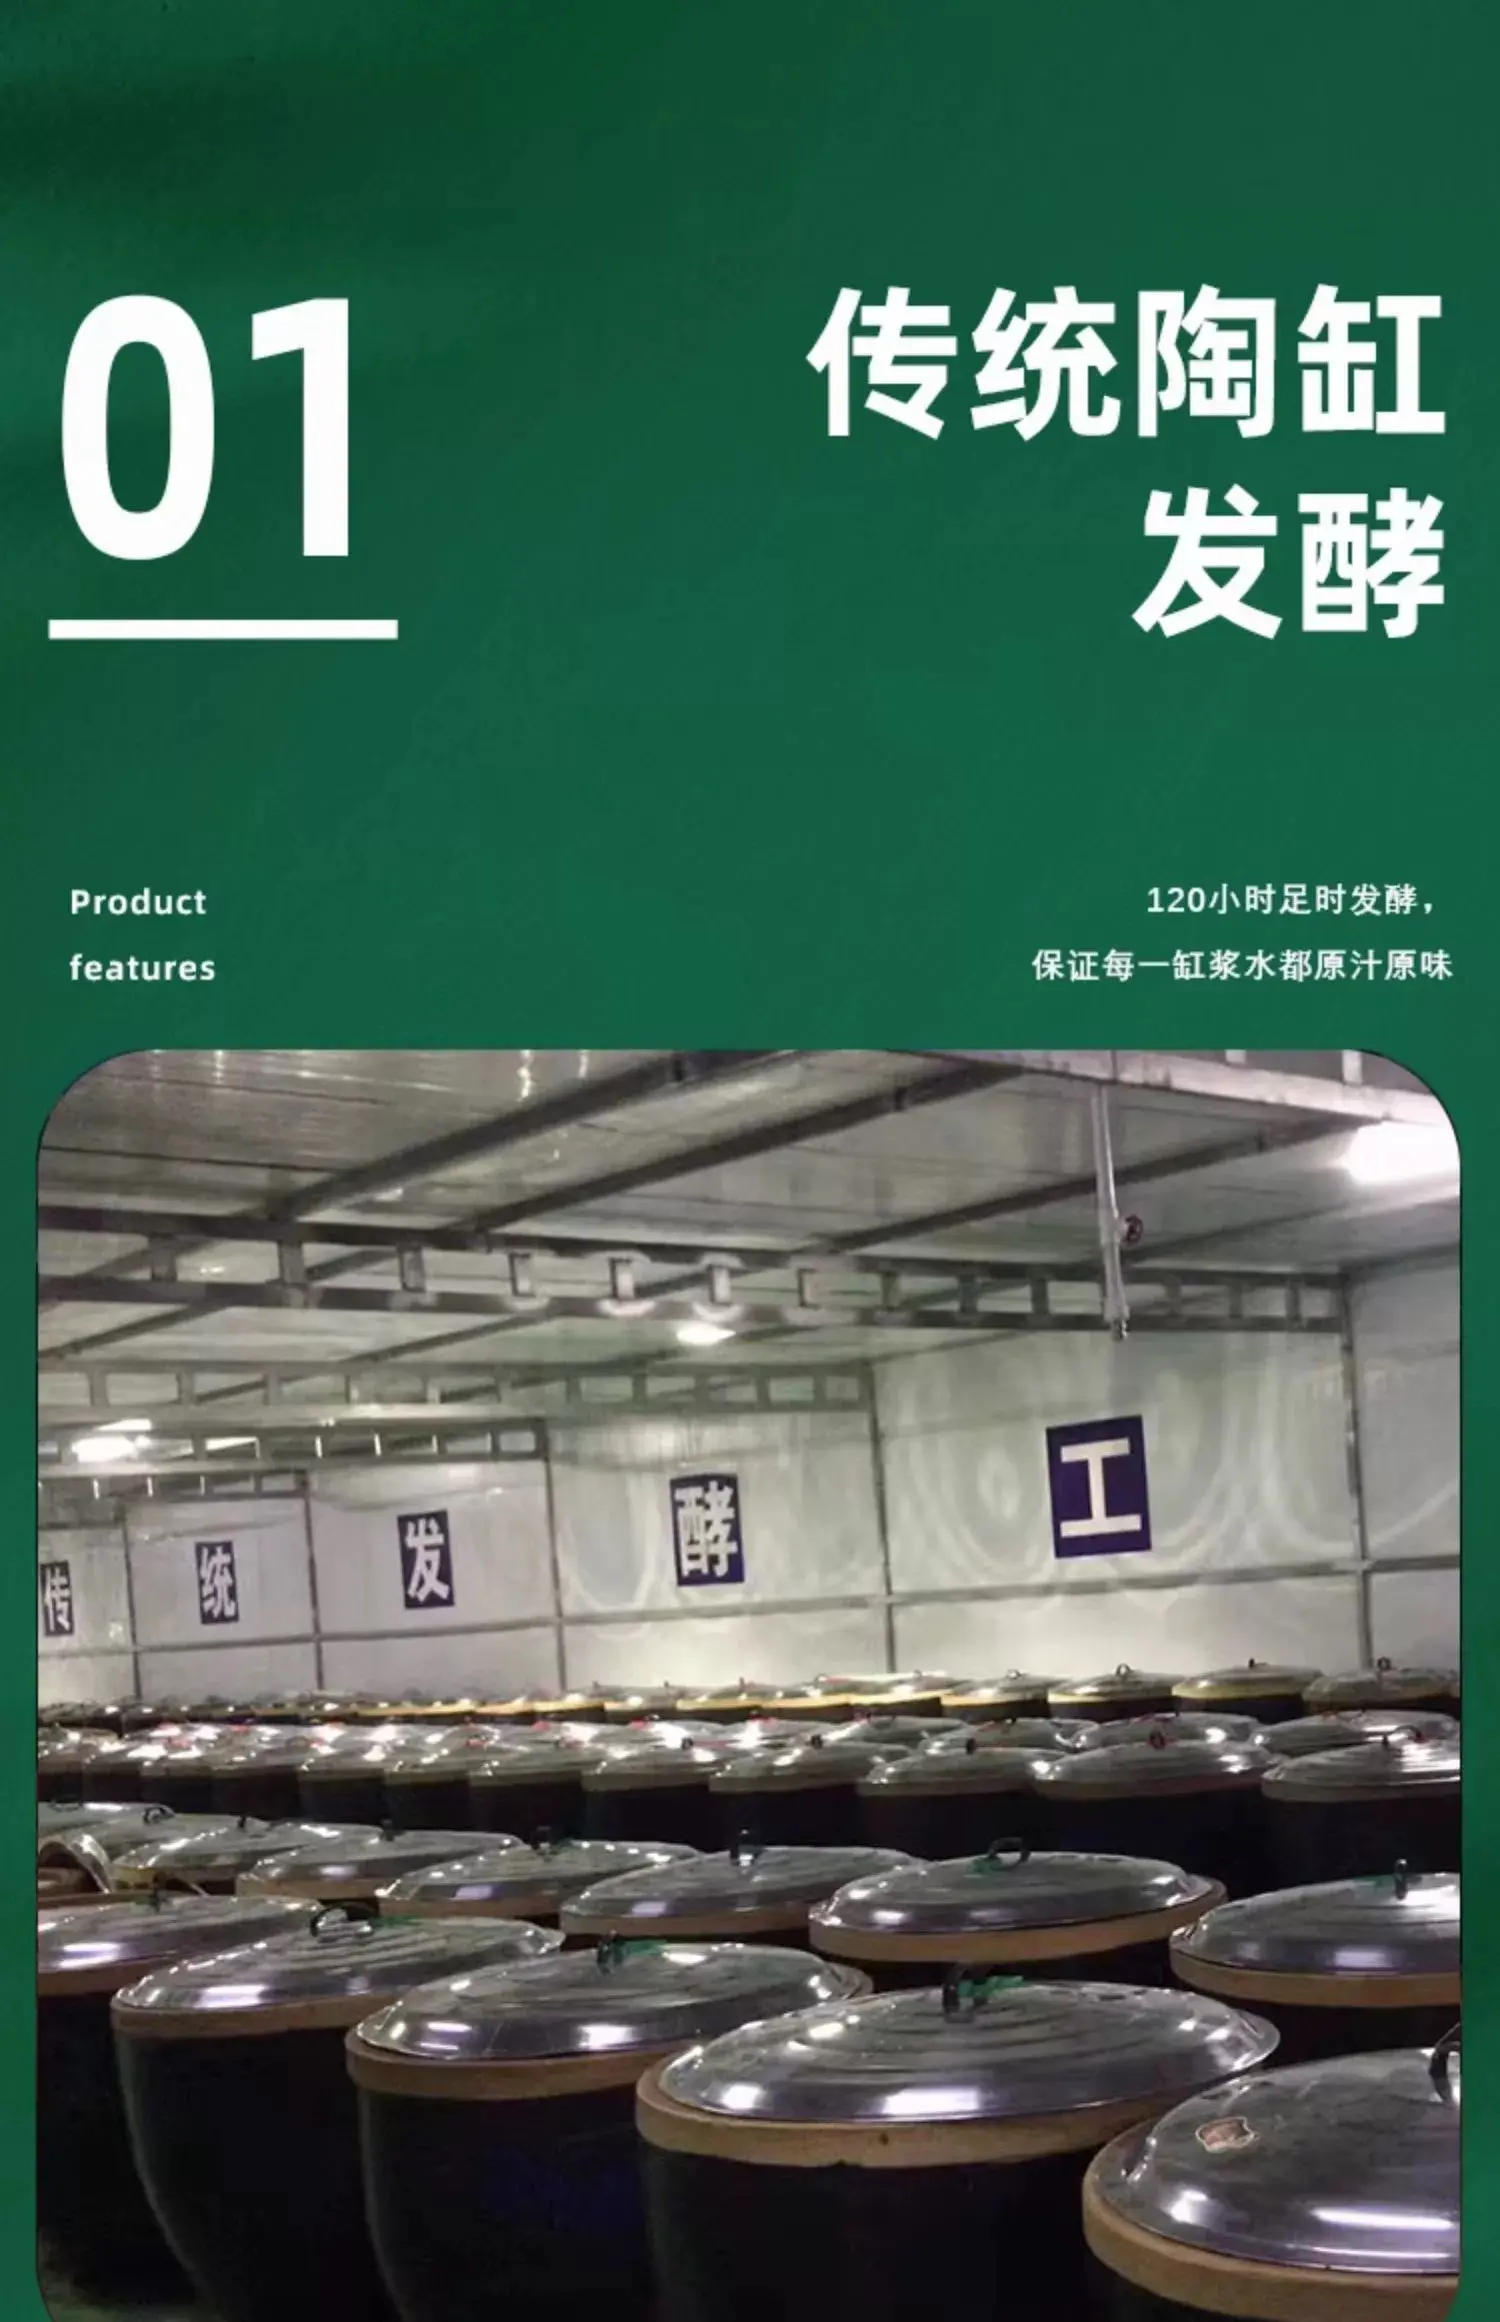 01
传统陶缸
发酵
Product
features
120小时足时发酵，
保证每一缸浆水都原汁原味
传统发酵工